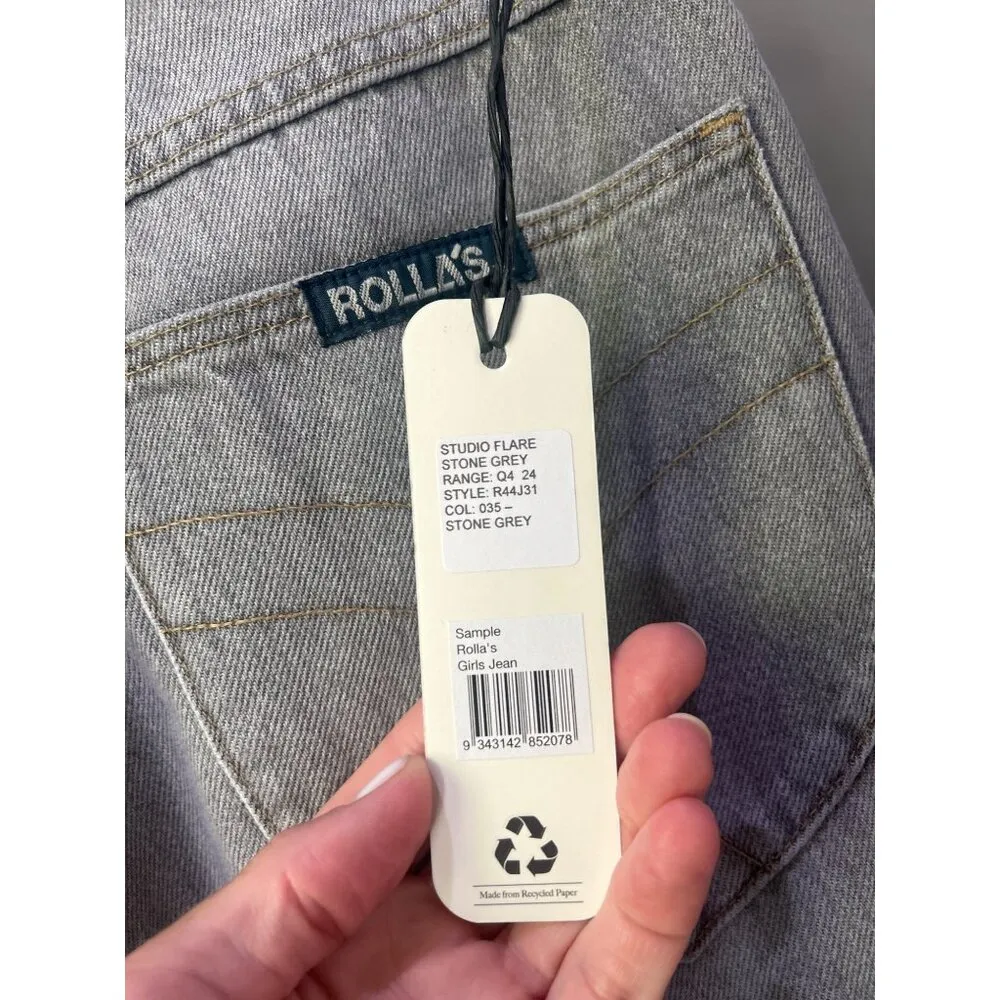 ROLLA'S
STUDIO FLARE
STONE GREY
RANGE: Q4 24
STYLE: R44J31
COL: 035 –
STONE GREY
Sample
Rolla's
Girls Jean
9 343142 852078
Made from Recycled Paper